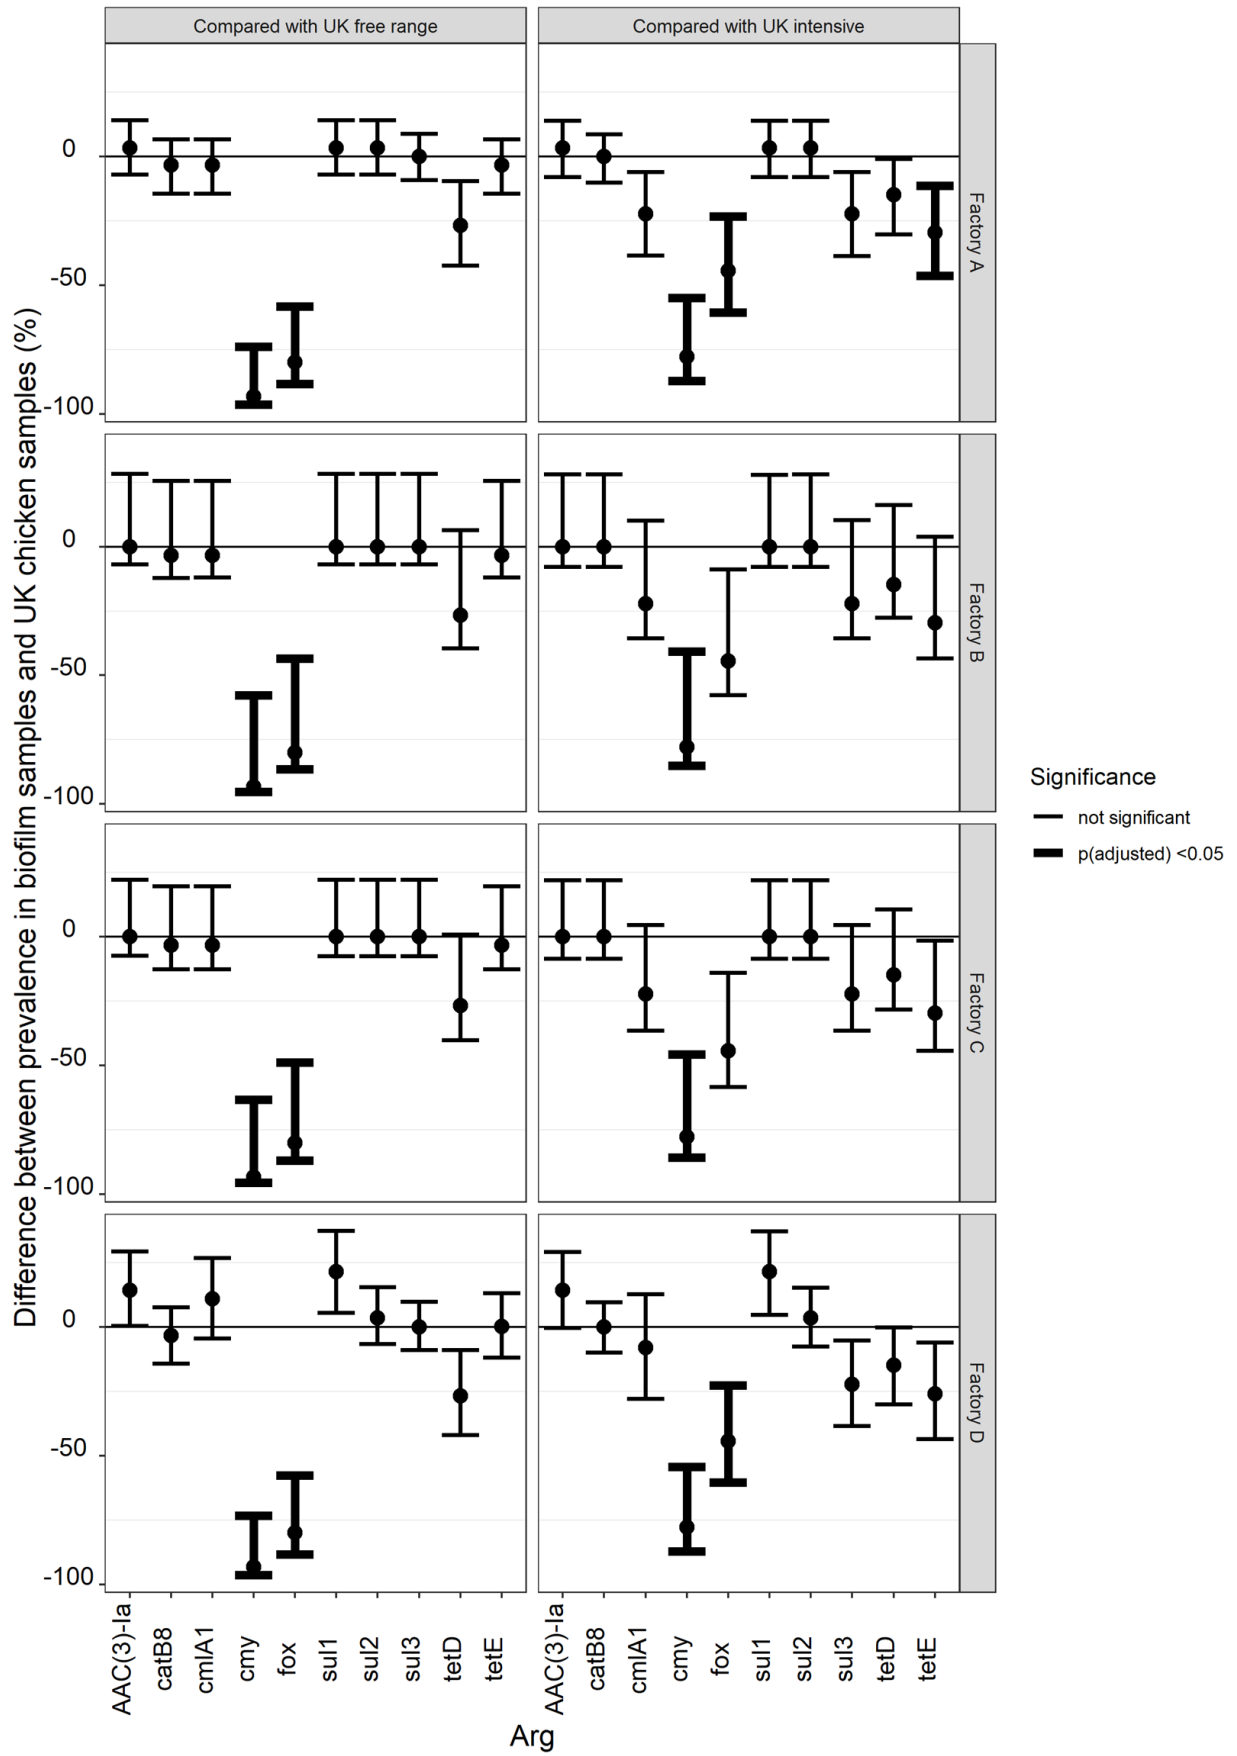 Compared with UK free range
Compared with UK intensive
Difference between prevalence in biofilm samples and UK chicken samples (%)
0
-50
-100
Factory A
0
-50
-100
Factory B
0
-50
-100
Factory C
0
-50
-100
Factory D
Significance
not significant
p(adjusted) <0.05
AAC(3)-Ia
catB8
cmlA1
cmy
fox
sul1
sul2
sul3
tetD
tetE
AAC(3)-Ia
catB8
cmlA1
cmy
fox
sul1
sul2
sul3
tetD
tetE
Arg